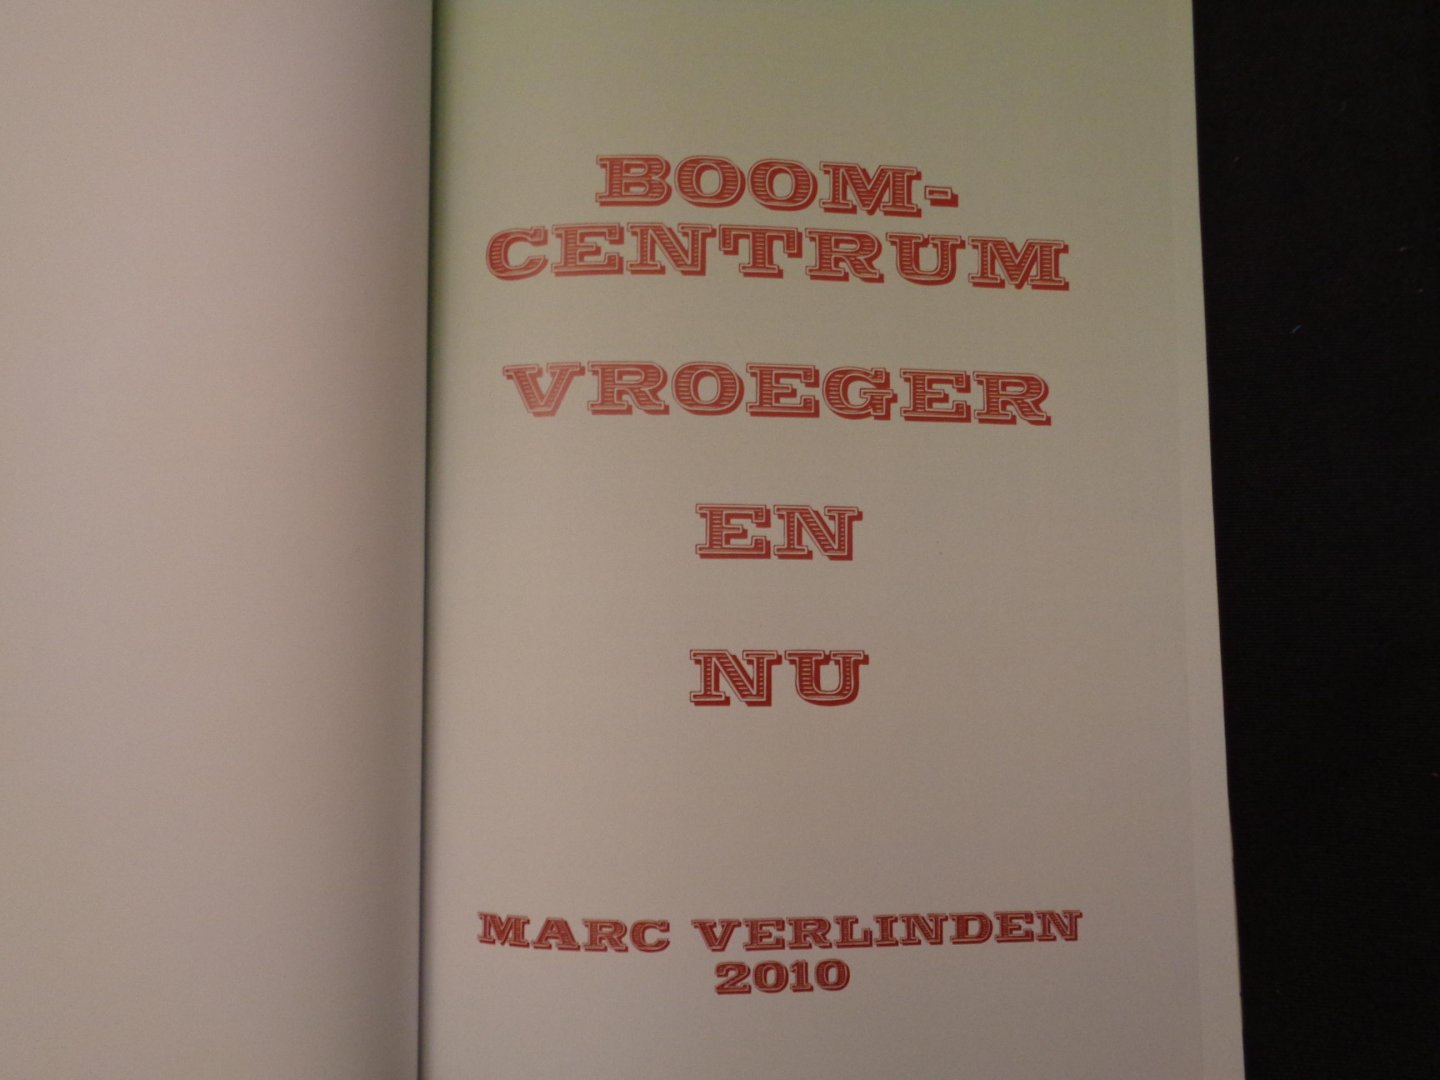 BOOM-
CENTRUM
VROEGER
EN
NU
MARC VERLINDEN
2010